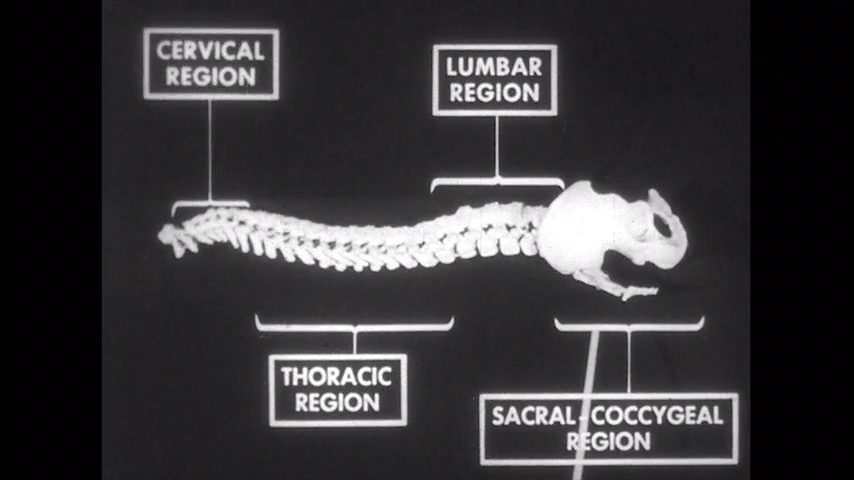 CERVICAL
REGION
LUMBAR
REGION
THORACIC
REGION
SACRAL-COCCYGEAL
REGION